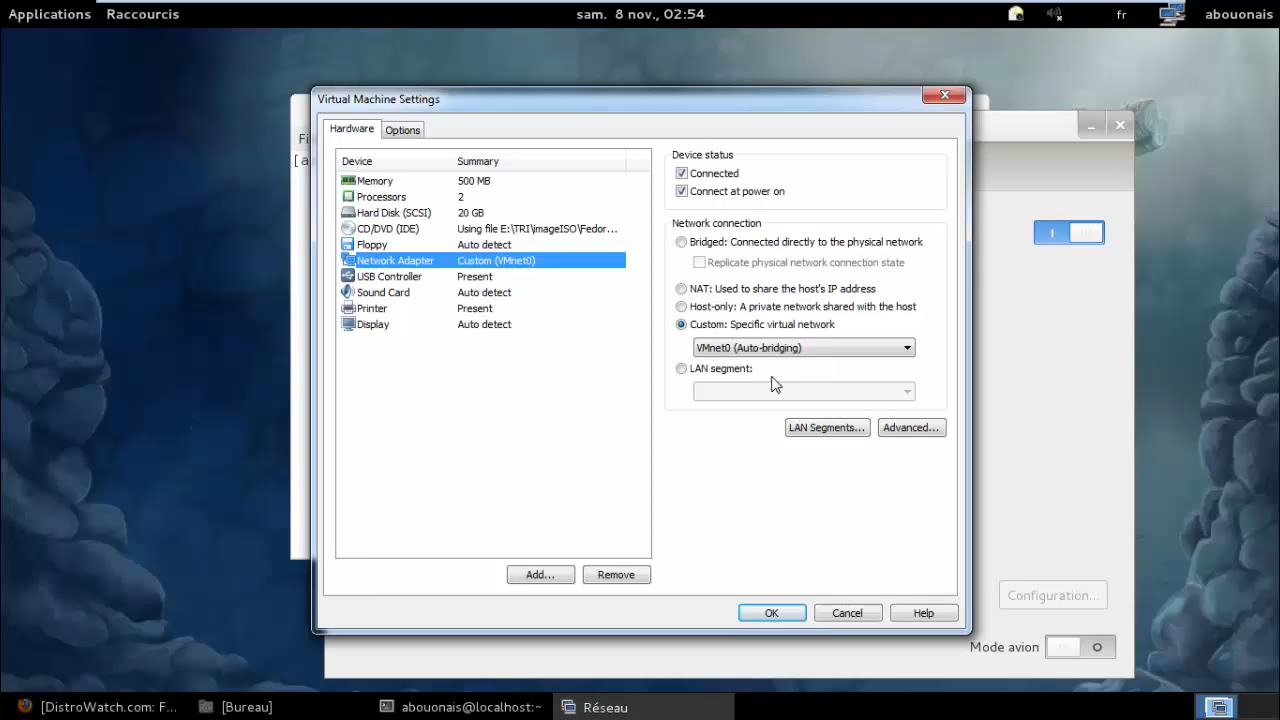 Applications Raccourcis sam. 8 nov., 02:54 fr abouonais
Virtual Machine Settings
Hardware Options
Fi
[a
Device Summary
Memory 500 MB
Processors 2
Hard Disk (SCSI) 20 GB
CD/DVD (IDE) Using file E:\TRI\imageISO\Fedor...
Floppy Auto detect
Network Adapter Custom (VMnet0)
USB Controller Present
Sound Card Auto detect
Printer Present
Display Auto detect
Device status
Connected
Connect at power on
Network connection
Bridged: Connected directly to the physical network
Replicate physical network connection state
NAT: Used to share the host's IP address
Host-only: A private network shared with the host
Custom: Specific virtual network
VMnet0 (Auto-bridging)
LAN segment:
LAN Segments... Advanced...
Add... Remove
OK Cancel Help
Configuration...
Mode avion O
[DistroWatch.com: F... [Bureau] abouonais@localhost:~ Réseau